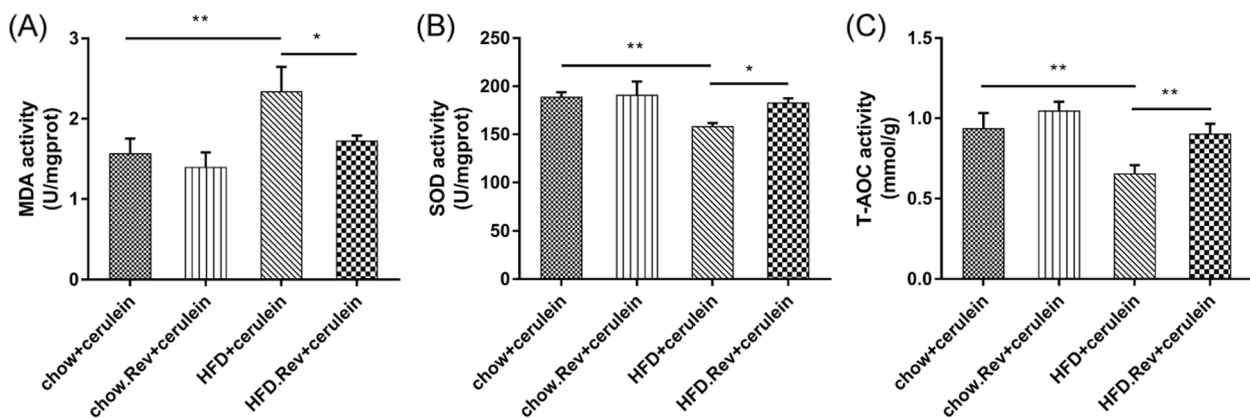 (A)
MDA activity
(U/mgprot)
3
2
1
0
**
*
chow+cerulein
chow.Rev+cerulein
HFD+cerulein
HFD.Rev+cerulein
(B)
SOD activity
(U/mgprot)
250
200
150
100
50
0
**
*
chow+cerulein
chow.Rev+cerulein
HFD+cerulein
HFD.Rev+cerulein
(C)
T-AOC activity
(mmol/g)
1.5
1.0
0.5
0.0
**
**
chow+cerulein
chow.Rev+cerulein
HFD+cerulein
HFD.Rev+cerulein